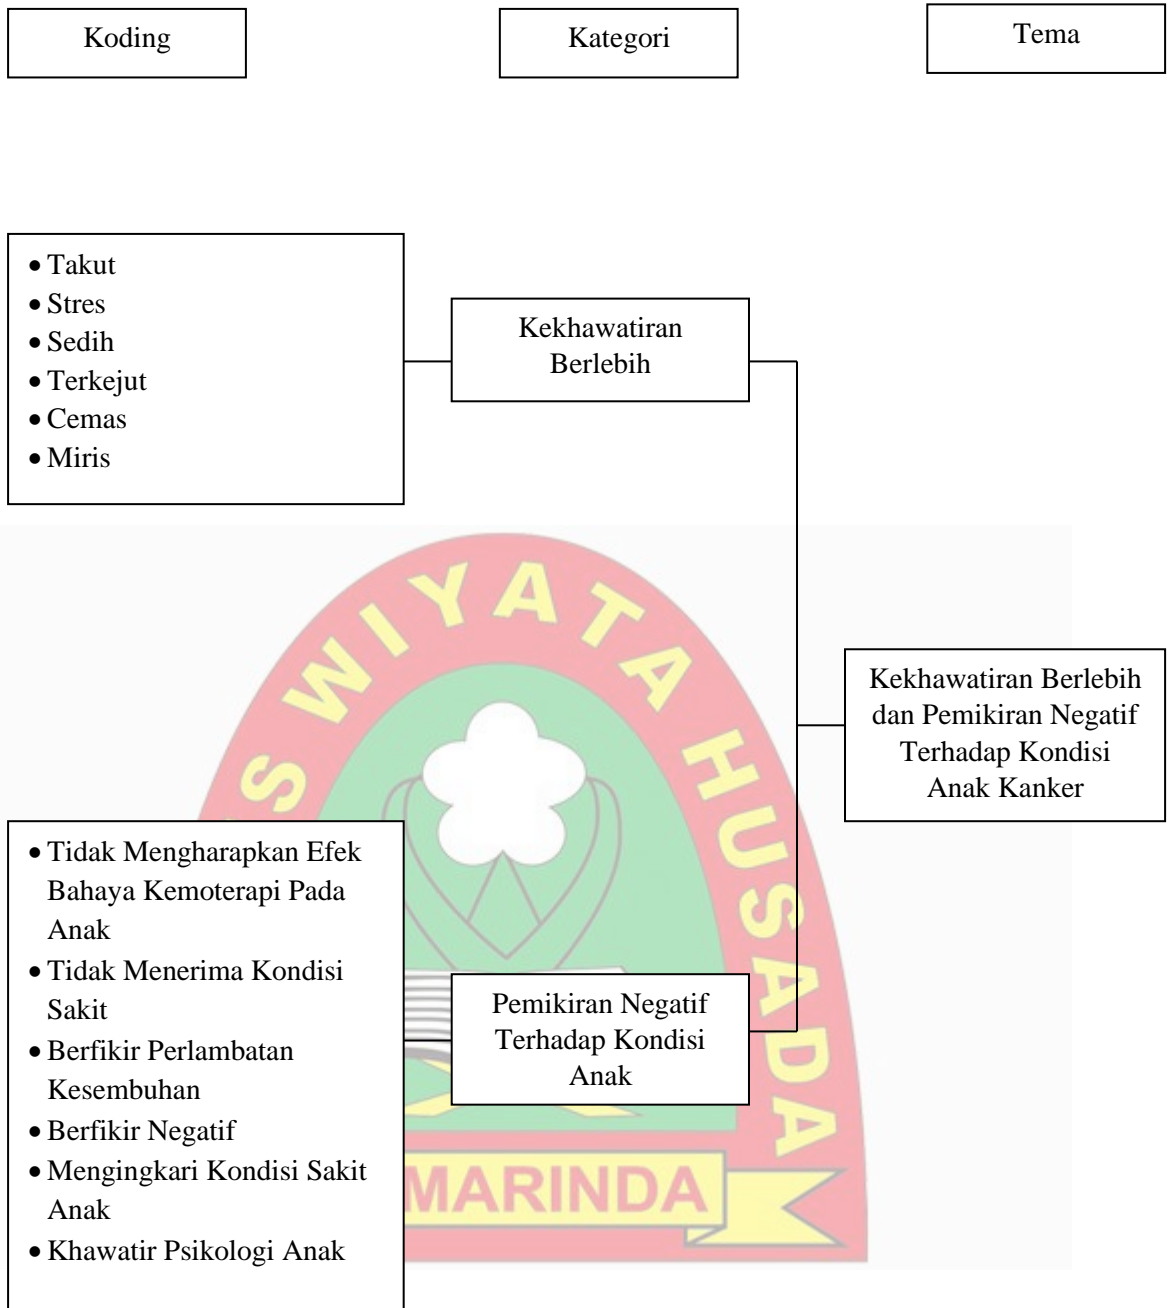 Koding
Kategori
Tema
• Takut
• Stres
• Sedih
• Terkejut
• Cemas
• Miris
Kekhawatiran
Berlebih
Kekhawatiran Berlebih
dan Pemikiran Negatif
Terhadap Kondisi
Anak Kanker
• Tidak Mengharapkan Efek
Bahaya Kemoterapi Pada
Anak
• Tidak Menerima Kondisi
Sakit
• Berfikir Perlambatan
Kesembuhan
• Berfikir Negatif
• Mengingkari Kondisi Sakit
Anak
• Khawatir Psikologi Anak
Pemikiran Negatif
Terhadap Kondisi
Anak
S WIYATA HUSADA
MARINDA